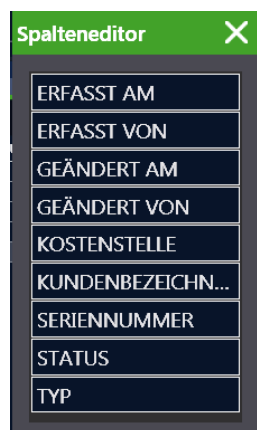 Spalteneditor
ERFASST AM
ERFASST VON
GEÄNDERT AM
GEÄNDERT VON
KOSTENSTELLE
KUNDENBEZEICHN...
SERIENNUMMER
STATUS
TYP